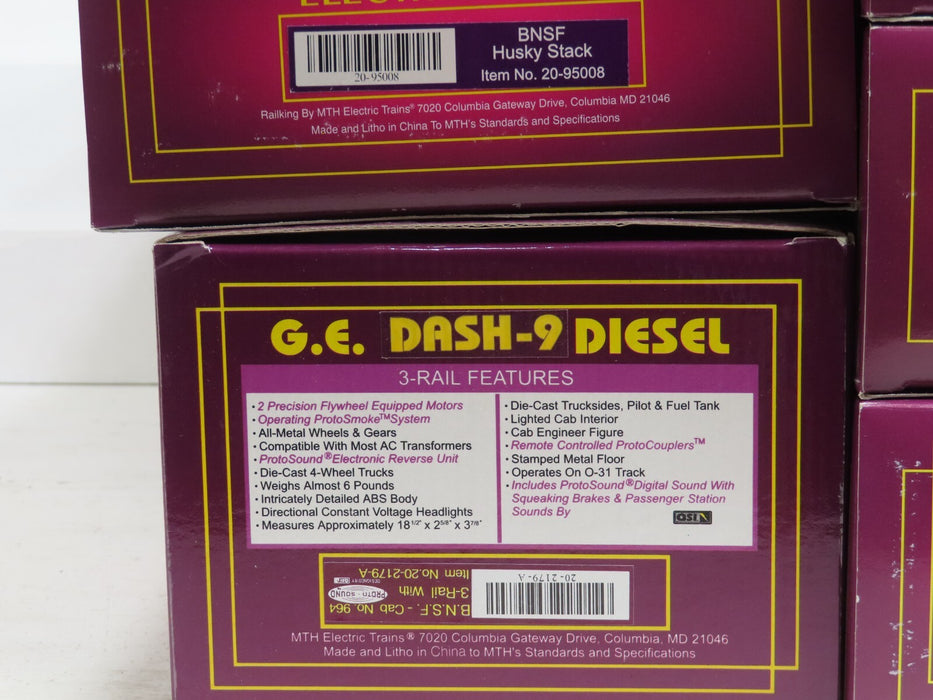 BNSF
Husky Stack
20-95008
Item No. 20-95008
Railking By MTH Electric Trains® 7020 Columbia Gateway Drive, Columbia MD 21046
Made and Litho in China To MTH's Standards and Specifications
G.E. DASH-9 DIESEL
3-RAIL FEATURES
· 2 Precision Flywheel Equipped Motors
· Operating ProtoSmoke™System
· All-Metal Wheels & Gears
· Compatible With Most AC Transformers
· ProtoSound®Electronic Reverse Unit
· Die-Cast 4-Wheel Trucks
· Weighs Almost 6 Pounds
· Intricately Detailed ABS Body
· Directional Constant Voltage Headlights
· Measures Approximately 18 1/2" x 2 5/8" x 3 7/8"
· Die-Cast Trucksides, Pilot & Fuel Tank
· Lighted Cab Interior
· Cab Engineer Figure
· Remote Controlled ProtoCouplers™
· Stamped Metal Floor
· Operates On O-31 Track
· Includes ProtoSound®Digital Sound With
Squeaking Brakes & Passenger Station
Sounds By
QSI
B.N.S.F. - Cab No. 964
3-Rail With
PROTO-SOUND
DESIGNED BY
QSI
Item No.20-2179-A
20-2179-A
MTH Electric Trains® 7020 Columbia Gateway Drive, Columbia, MD 21046
Made and Litho in China to MTH's Standards and Specifications